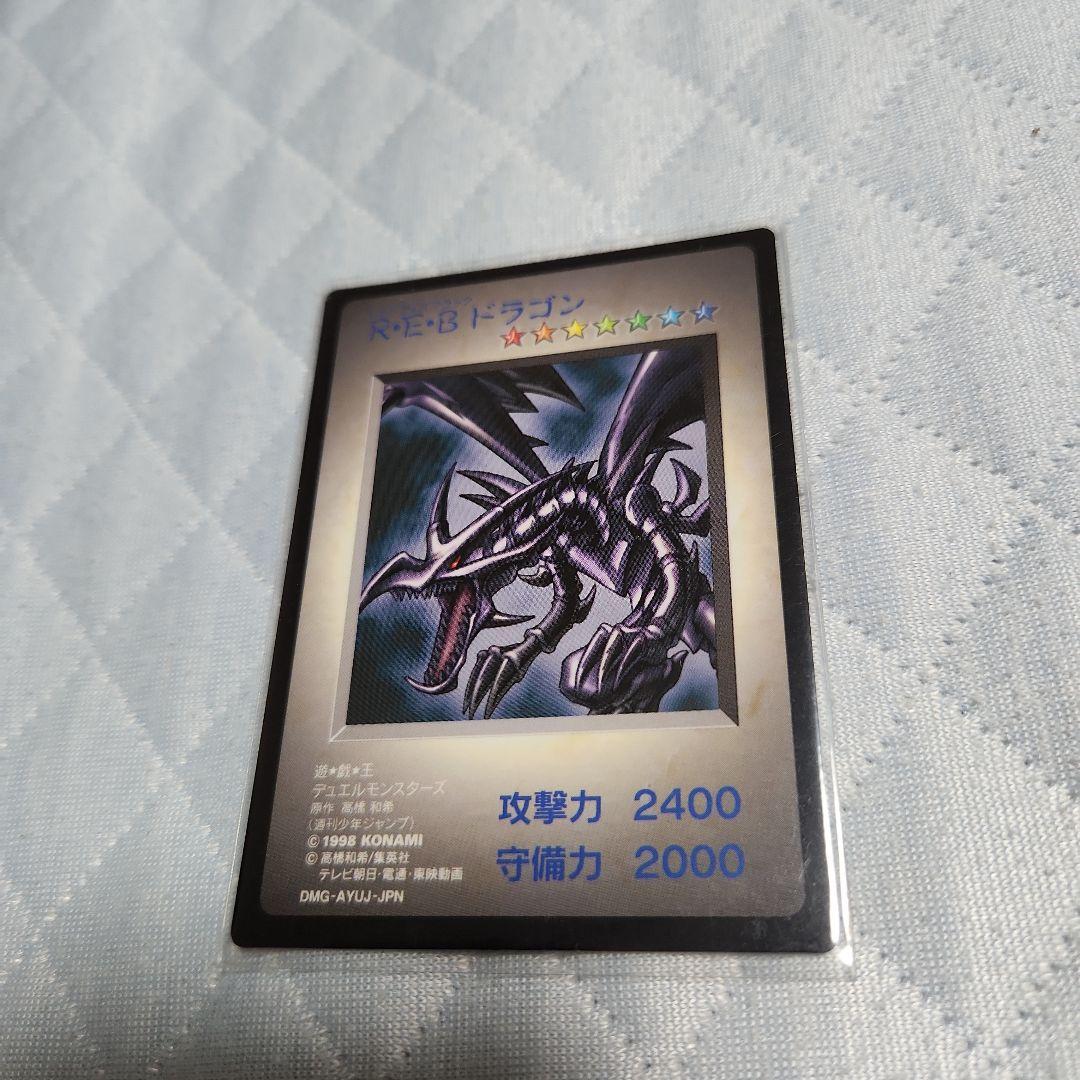 R・E・B ドラゴン
遊★戯★王
デュエルモンスターズ
原作 高橋 和希
(週刊少年ジャンプ)
© 1998 KONAMI
© 高橋和希/集英社
テレビ朝日・電通・東映動画
DMG-AYUJ-JPN
攻撃力 2400
守備力 2000